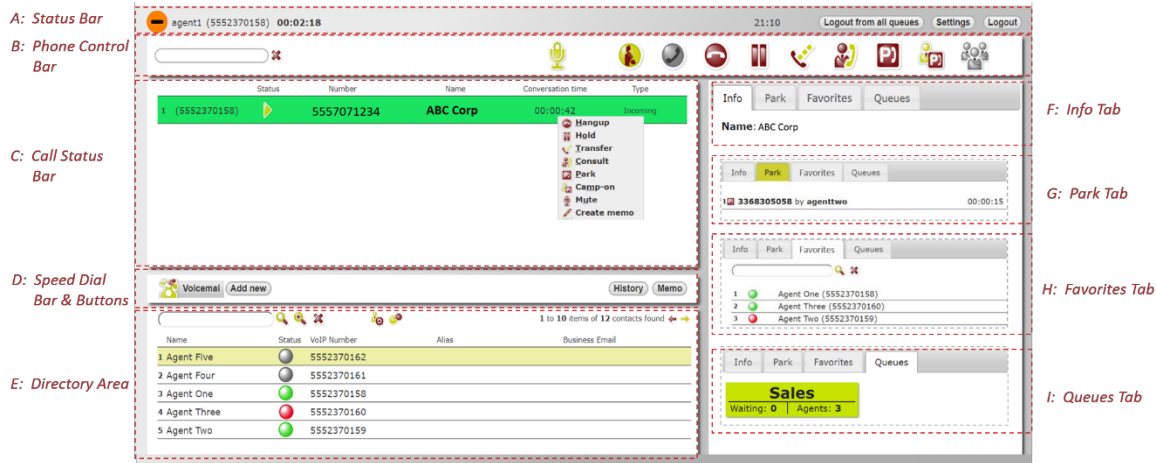 A: Status Bar
agent1 (5552370158) 00:02:18
21:10
Logout from all queues
Settings
Logout
B: Phone Control
Bar
C: Call Status
Bar
Status Number Name Conversation time Type
1 (5552370158) 5557071234 ABC Corp 00:00:42 Incoming
Hangup
Hold
Transfer
Consult
Park
Camp-on
Mute
Create memo
D: Speed Dial
Bar & Buttons
Voicemal
Add new
History
Memo
E: Directory Area
1 to 10 items of 12 contacts found
Name Status VoIP Number Alias Business Email
1 Agent Five 5552370162
2 Agent Four 5552370161
3 Agent One 5552370158
4 Agent Three 5552370160
5 Agent Two 5552370159
F: Info Tab
Info Park Favorites Queues
Name: ABC Corp
G: Park Tab
Info Park Favorites Queues
1 P 3368305058 by agenttwo 00:00:15
H: Favorites Tab
Info Park Favorites Queues
1 Agent One (5552370158)
2 Agent Three (5552370160)
3 Agent Two (5552370159)
I: Queues Tab
Info Park Favorites Queues
Sales
Waiting: 0 Agents: 3